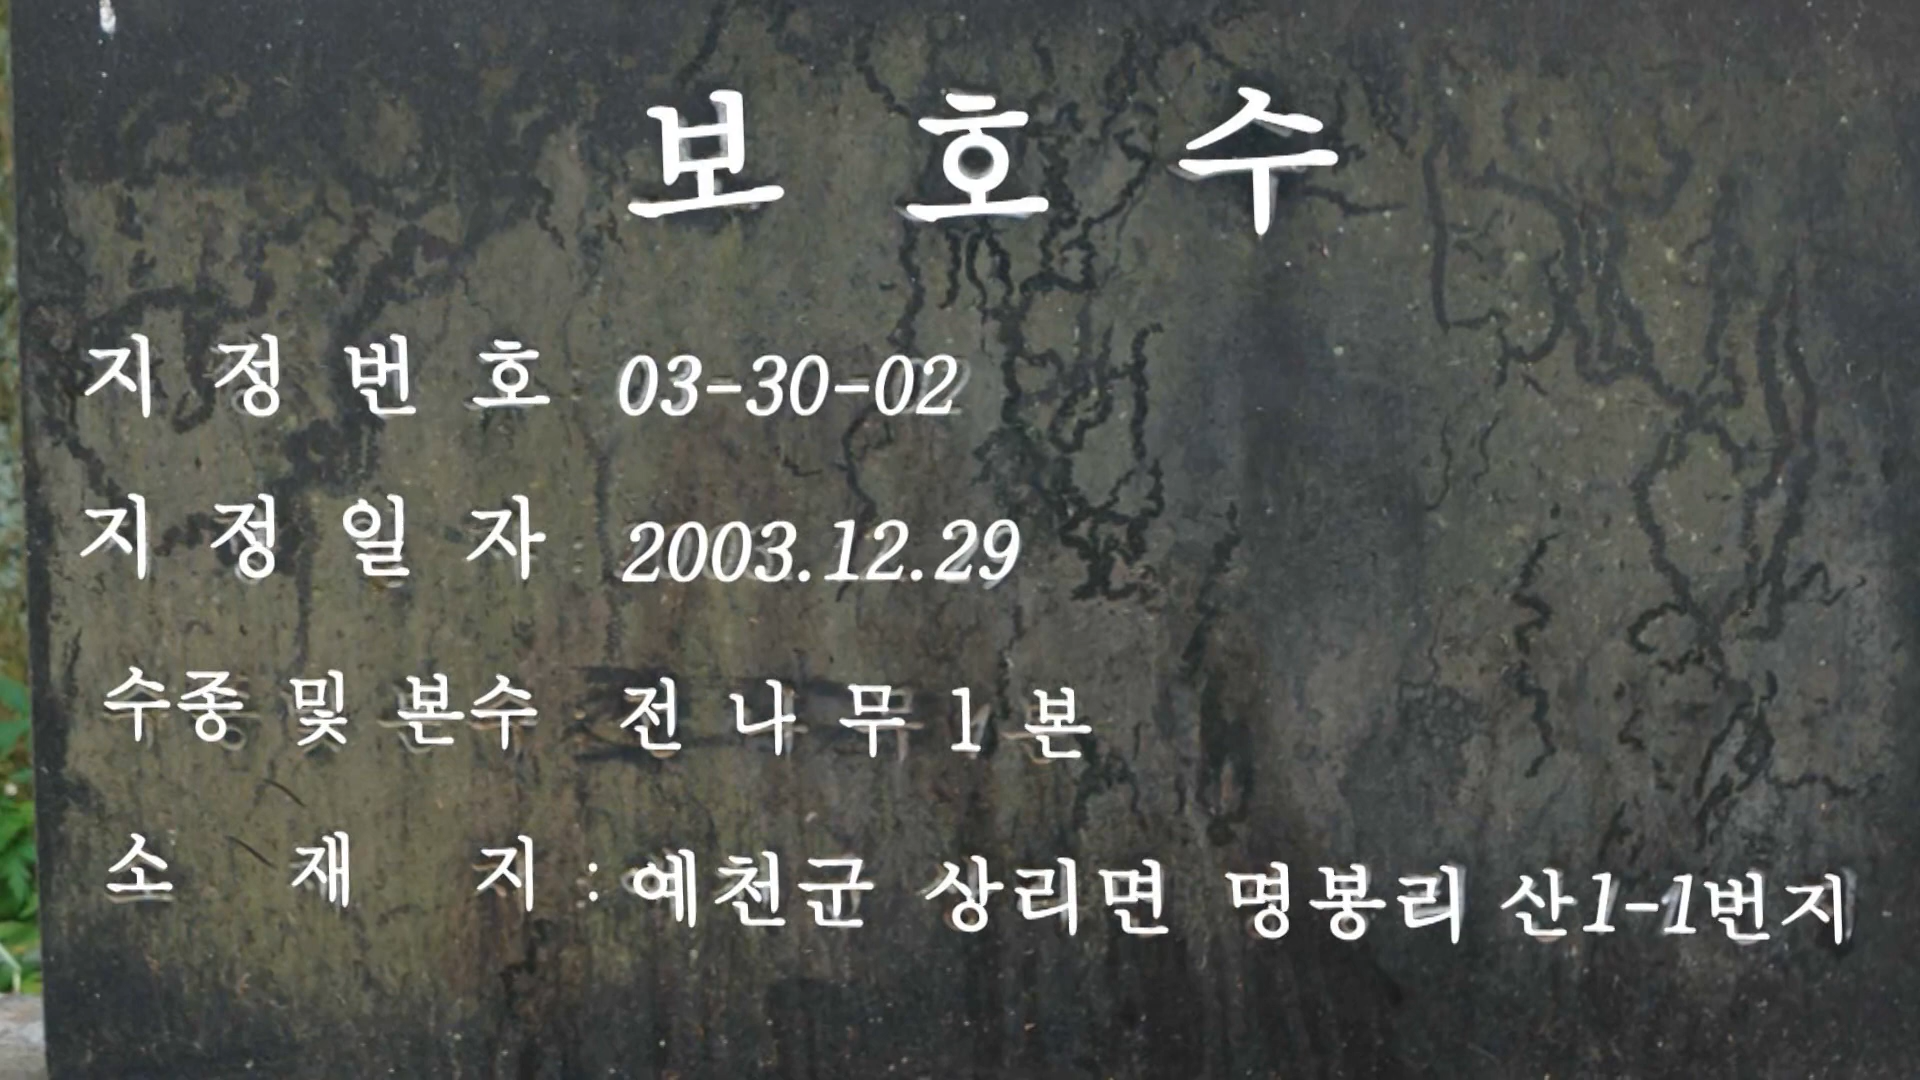 보 호 수
지 정 번 호 03-30-02
지 정 일 자 2003.12.29
수종 및 본수 전 나 무 1 본
소 재 지 : 예천군 상리면 명봉리 산1-1번지